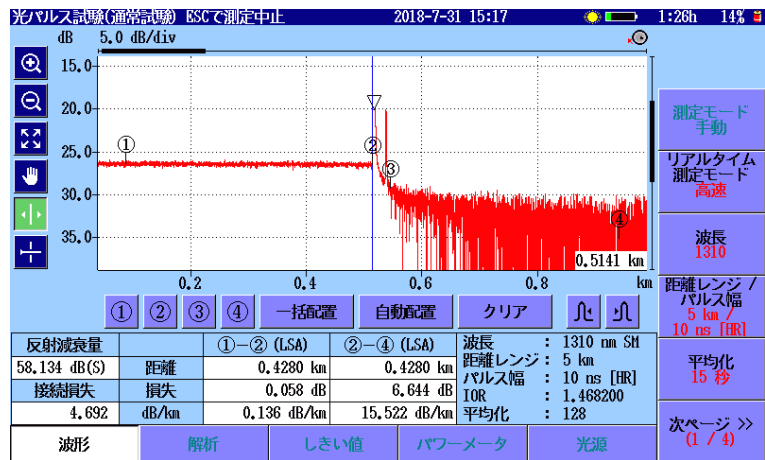 光パルス試験(通常試験) ESCで測定中止 2018-7-31 15:17 1:26h 14%
dB 5.0 dB/div
15.0
20.0
25.0
30.0
35.0
① ② ③ ④
0.5141 km
0.2 0.4 0.6 0.8 km
① ② ③ ④ 一括配置 自動配置 クリア
反射減衰量 ①−② (LSA) ②−④ (LSA)
58.134 dB(S) 距離 0.4280 km 0.4280 km
接続損失 損失 0.058 dB 6.644 dB
4.692 dB/km 0.136 dB/km 15.522 dB/km
波長 : 1310 nm SM
距離レンジ : 5 km
パルス幅 : 10 ns [HR]
IOR : 1.468200
平均化 : 128
波形 解析 しきい値 パワーメータ 光源
測定モード
手動
リアルタイム
測定モード
高速
波長
1310
距離レンジ /
パルス幅
5 km /
10 ns [HR]
平均化
15 秒
次ページ >>
(1 / 4)